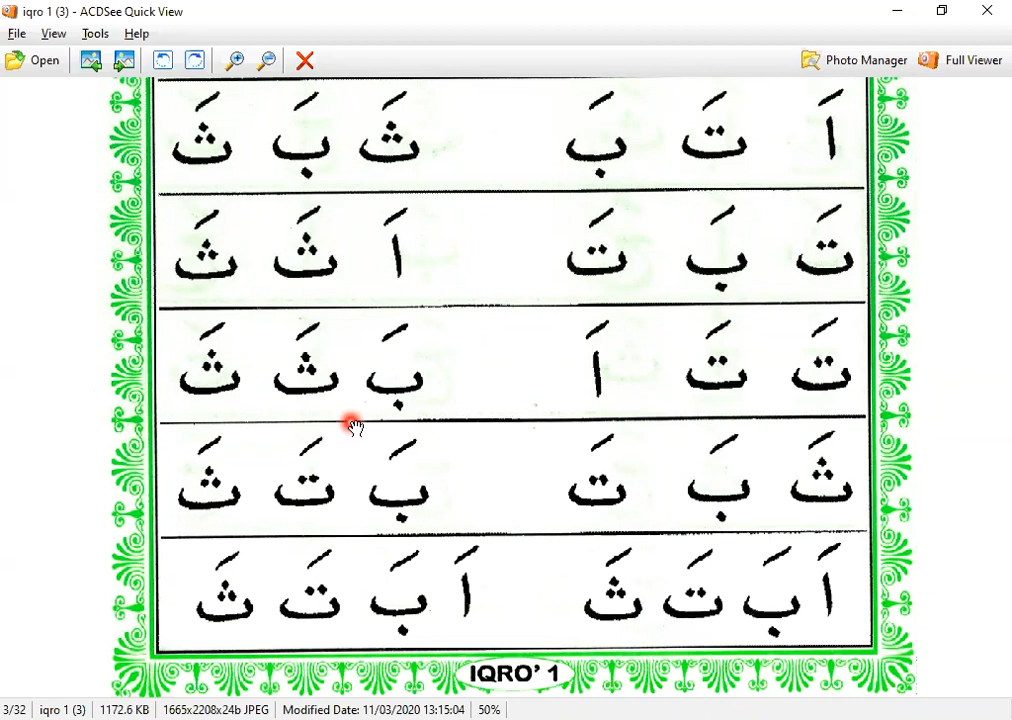 iqro 1 (3) - ACDSee Quick View
File View Tools Help
Open Photo Manager Full Viewer
اَ تَ بَ ثَ بَ ثَ
تَ بَ تَ اَ ثَ ثَ
تَ تَ اَ بَ ثَ ثَ
ثَ بَ تَ بَ تَ ثَ
اَ بَ تَ ثَ اَ بَ تَ ثَ
IQRO' 1
3/32 iqro 1 (3) 1172.6 KB 1665x2208x24b JPEG Modified Date: 11/03/2020 13:15:04 50%